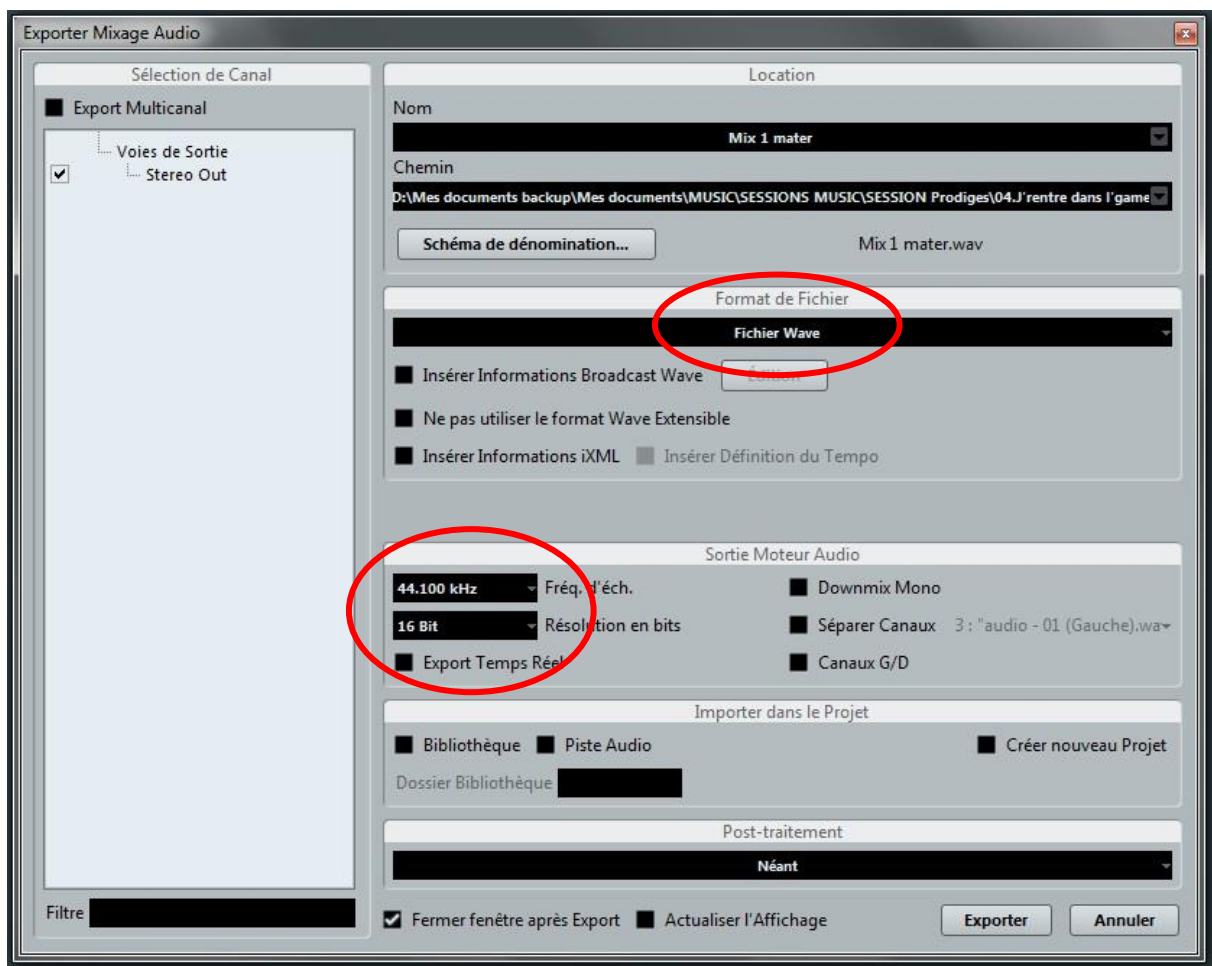 Exporter Mixage Audio
Sélection de Canal
Export Multicanal
Voies de Sortie
Stereo Out
Filtre
Location
Nom
Mix 1 mater
Chemin
D:\Mes documents backup\Mes documents\MUSIC\SESSIONS MUSIC\SESSION Prodiges\04.J'rentre dans l'game
Schéma de dénomination... Mix 1 mater.wav
Format de Fichier
Fichier Wave
Insérer Informations Broadcast Wave Édition
Ne pas utiliser le format Wave Extensible
Insérer Informations iXML Insérer Définition du Tempo
Sortie Moteur Audio
44.100 kHz Fréq. d'éch. Downmix Mono
16 Bit Résolution en bits Séparer Canaux 3 : "audio - 01 (Gauche).wa
Export Temps Réel Canaux G/D
Importer dans le Projet
Bibliothèque Piste Audio Créer nouveau Projet
Dossier Bibliothèque
Post-traitement
Néant
Fermer fenêtre après Export Actualiser l'Affichage Exporter Annuler